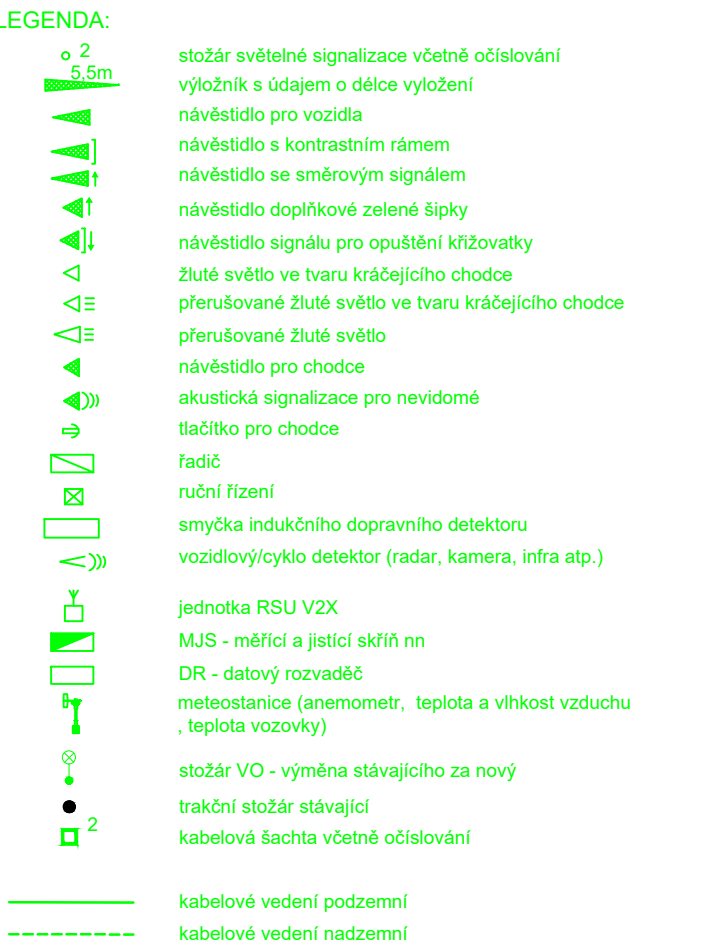 LEGENDA:
2 stožár světelné signalizace včetně očíslování
5,5m výložník s údajem o délce vyložení
návěstidlo pro vozidla
návěstidlo s kontrastním rámem
návěstidlo se směrovým signálem
návěstidlo doplňkové zelené šipky
návěstidlo signálu pro opuštění křižovatky
žluté světlo ve tvaru kráčejícího chodce
přerušované žluté světlo ve tvaru kráčejícího chodce
přerušované žluté světlo
návěstidlo pro chodce
akustická signalizace pro nevidomé
tlačítko pro chodce
řadič
ruční řízení
smyčka indukčního dopravního detektoru
vozidlový/cyklo detektor (radar, kamera, infra atp.)
jednotka RSU V2X
MJS - měřící a jistící skříň nn
DR - datový rozvaděč
meteostanice (anemometr, teplota a vlhkost vzduchu
, teplota vozovky)
stožár VO - výměna stávajícího za nový
trakční stožár stávající
2 kabelová šachta včetně očíslování
kabelové vedení podzemní
kabelové vedení nadzemní